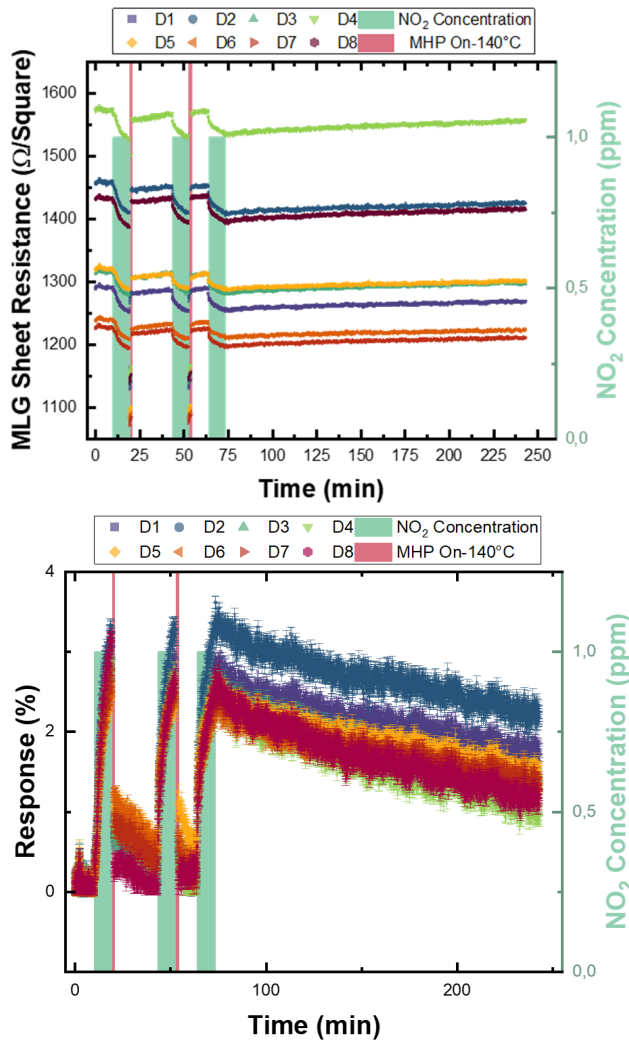 D1 D2 D3 D4 NO₂ Concentration
D5 D6 D7 D8 MHP On-140°C
MLG Sheet Resistance (Ω/Square)
1600
1500
1400
1300
1200
1100
1,0
0,5
0,0
NO₂ Concentration (ppm)
0 25 50 75 100 125 150 175 200 225 250
Time (min)
D1 D2 D3 D4 NO₂ Concentration
D5 D6 D7 D8 MHP On-140°C
Response (%)
4
2
0
1,0
0,5
0,0
NO₂ Concentration (ppm)
0 100 200
Time (min)